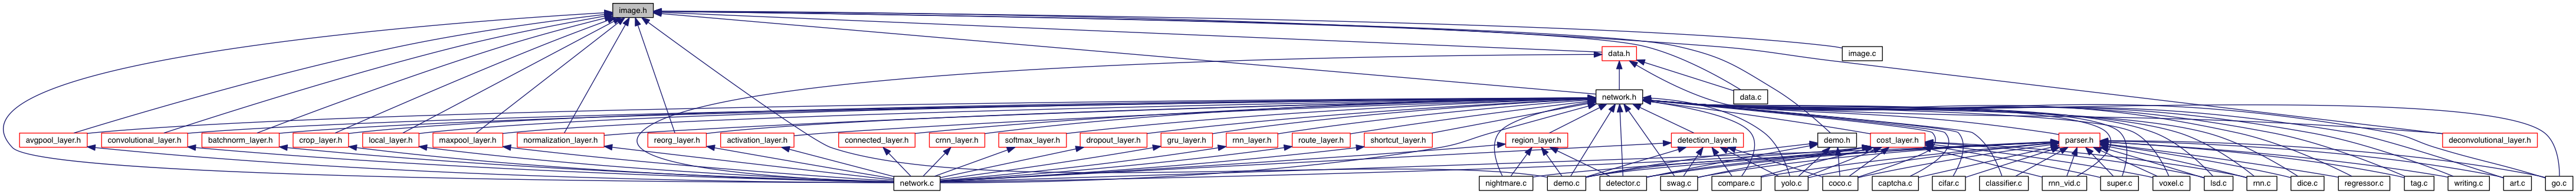 image.h
data.h
image.c
network.h
data.c
avgpool_layer.h
convolutional_layer.h
batchnorm_layer.h
crop_layer.h
local_layer.h
maxpool_layer.h
normalization_layer.h
reorg_layer.h
activation_layer.h
connected_layer.h
crnn_layer.h
softmax_layer.h
dropout_layer.h
gru_layer.h
rnn_layer.h
route_layer.h
shortcut_layer.h
region_layer.h
detection_layer.h
demo.h
cost_layer.h
parser.h
deconvolutional_layer.h
network.c
nightmare.c
demo.c
detector.c
swag.c
compare.c
yolo.c
coco.c
captcha.c
cifar.c
classifier.c
rnn_vid.c
super.c
voxel.c
lsd.c
rnn.c
dice.c
regressor.c
tag.c
writing.c
art.c
go.c